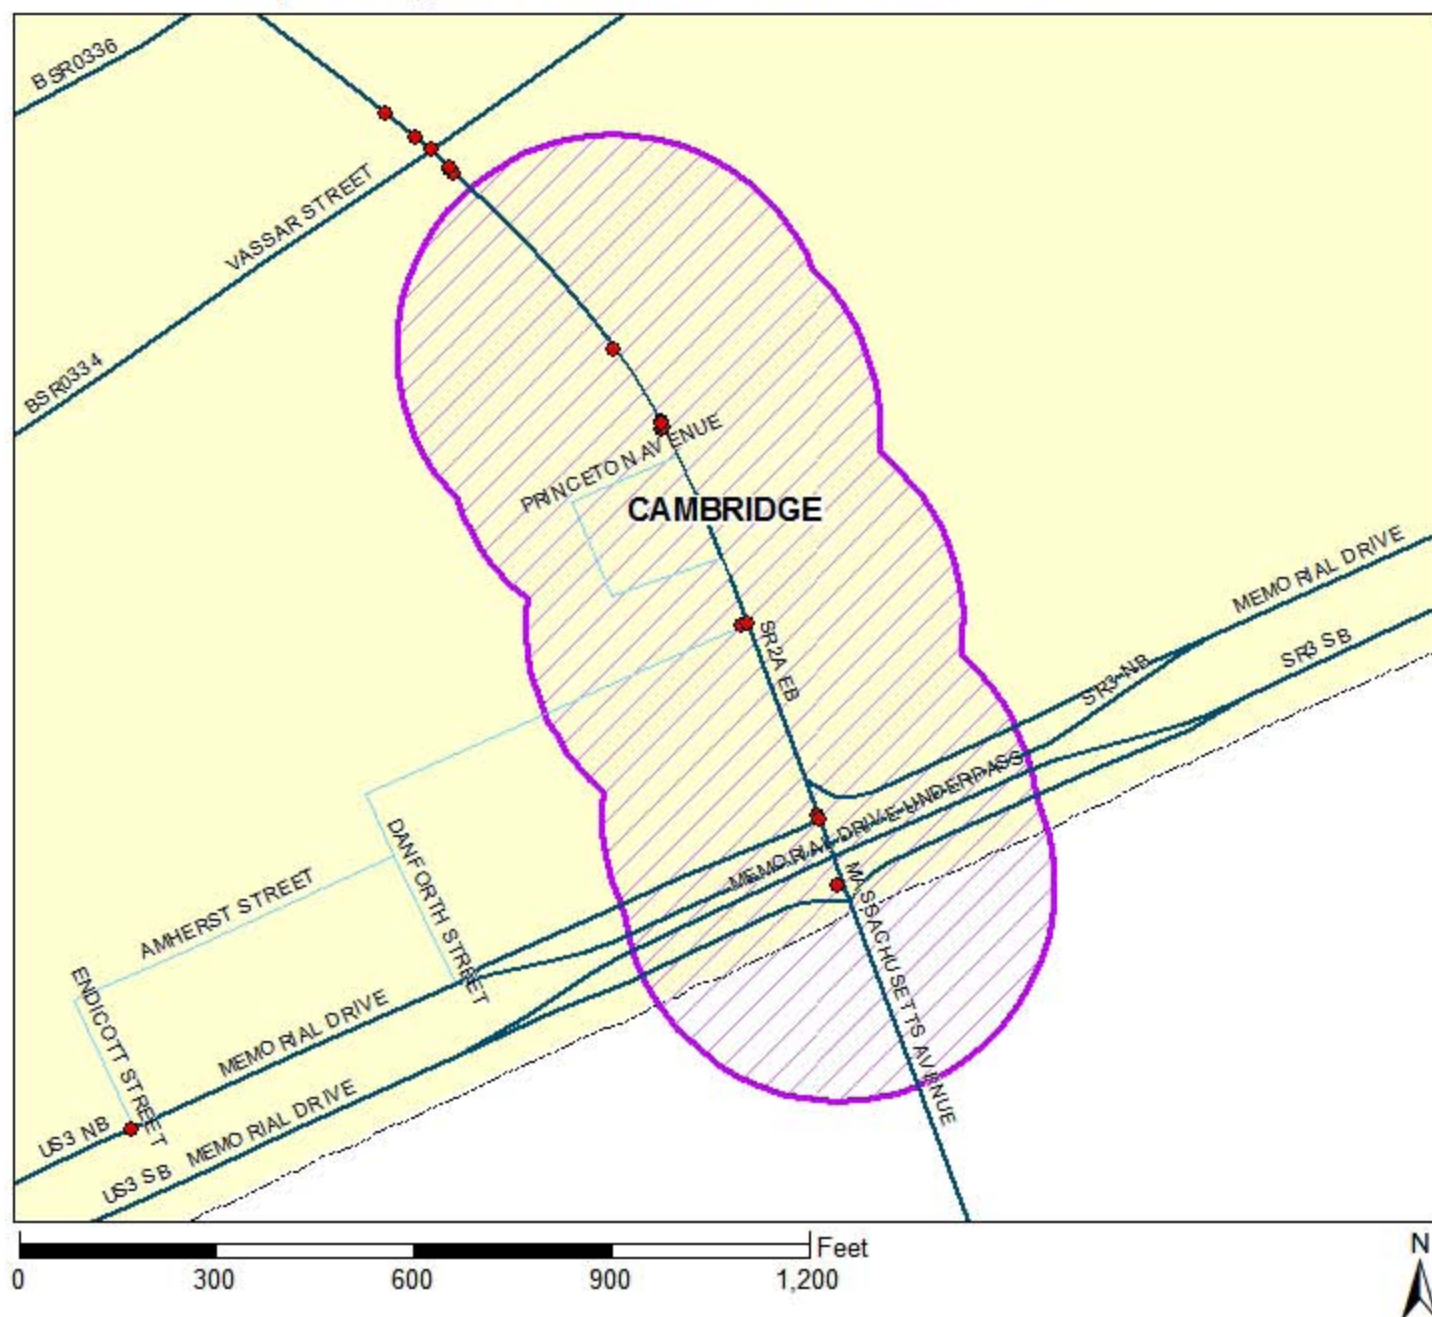 BSR0336
VASSAR STREET
BSR0334
PRINCETON AVENUE
CAMBRIDGE
MEMORIAL DRIVE
SR2A EB
SR3 NB
SR3 SB
MEMORIAL DRIVE UNDERPASS
DANFORTH STREET
AMHERST STREET
MASSACHUSETTS AVENUE
ENDICOTT STREET
MEMORIAL DRIVE
US3 NB
MEMORIAL DRIVE
US3 SB
Feet
0 300 600 900 1,200
N